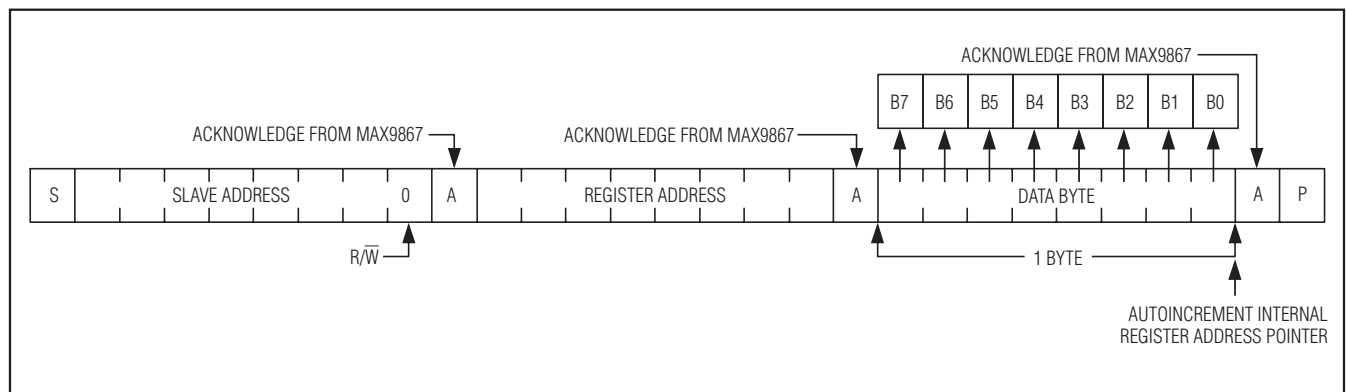 ACKNOWLEDGE FROM MAX9867
B7 B6 B5 B4 B3 B2 B1 B0
ACKNOWLEDGE FROM MAX9867 ACKNOWLEDGE FROM MAX9867
S SLAVE ADDRESS 0 A REGISTER ADDRESS A DATA BYTE A P
R/W̅ 1 BYTE
AUTOINCREMENT INTERNAL
REGISTER ADDRESS POINTER